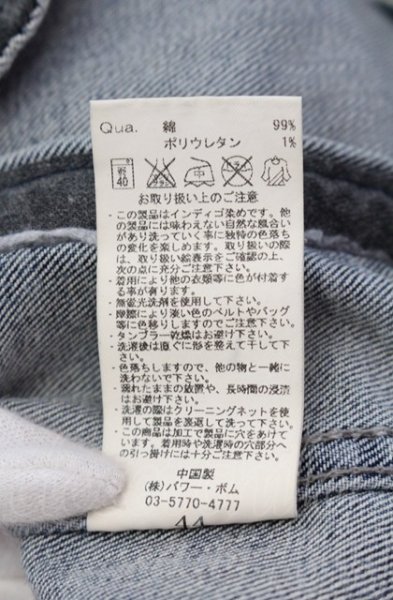 Qua. 綿 99%
ポリウレタン 1%
弱 40
お取り扱い上のご注意
・この製品はインディゴ染めです。他
の製品には味わえない自然な風合い
があり洗っていく事に独特の色落ち
の変化を楽しめます。取り扱いの際
は、取り扱い絵表示をご確認の上、
次の点に充分ご注意下さい。
・着用により他の衣類等に色が付着す
る事が有ります。
・無蛍光洗剤を使用して下さい。
・摩擦により淡い色のベルトやバッグ
等に色移りしますのでご注意下さい。
・タンブラー乾燥はお避け下さい。
・洗濯後は直ぐに形を整えて干して下
さい。
・色落ちしますので、他の物と一緒に
洗わないで下さい。
・濡れたままの放置や、長時間の浸漬
はお避け下さい。
・洗濯の際はクリーニングネットを使
用して製品を裏返して洗って下さい。
・この商品は加工で製品に穴をあけて
います。着用時や洗濯時の穴部分へ
の引っ掛けには十分ご注意下さい。
中国製
(株)パワー・ボム
03-5770-4777
44